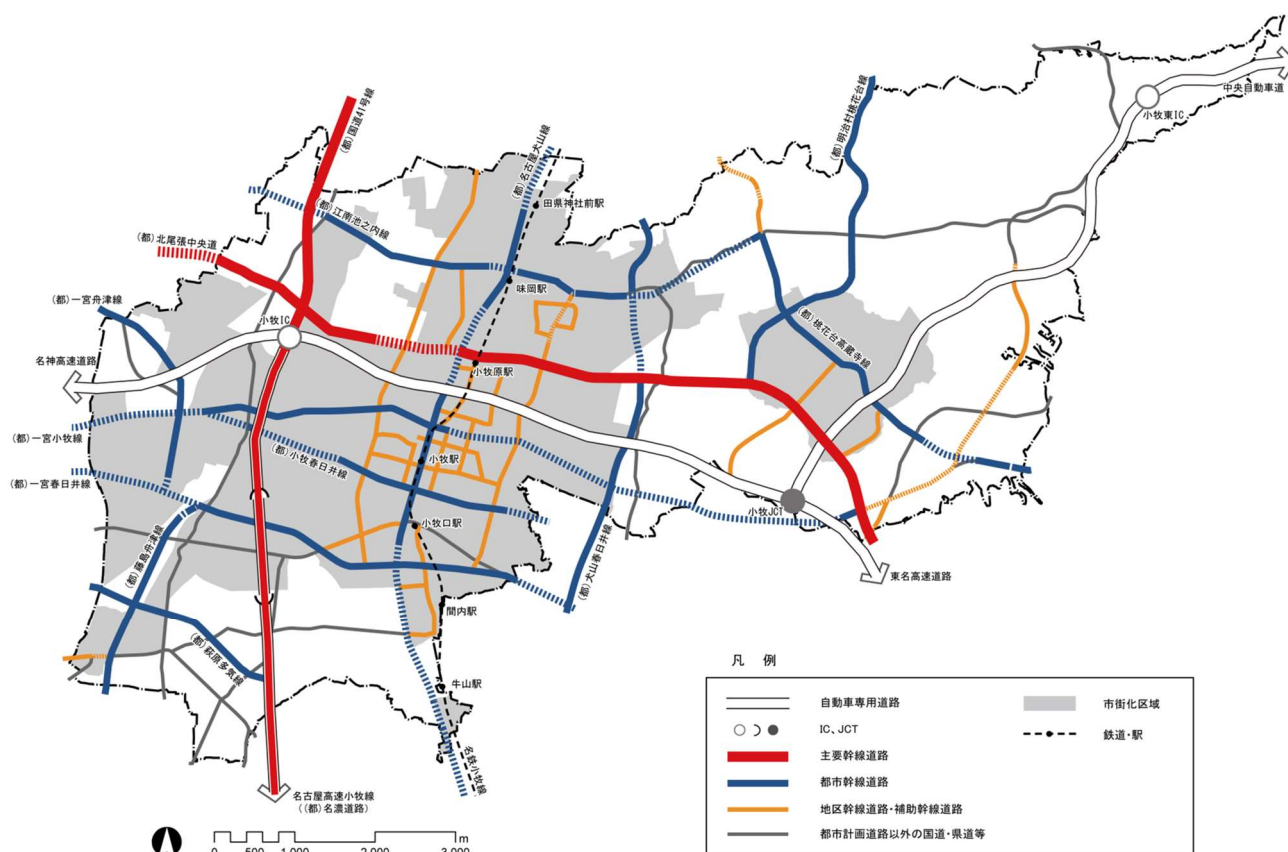 中央自動車道
小牧東IC
(都)明治村桃花台線
(都)国道41号線
(都)名古屋犬山線
田県神社前駅
(都)江南池之内線
(都)北尾張中央道
味岡駅
(都)一宮舟津線
小牧IC
(都)桃花台高蔵寺線
名神高速道路
小牧原駅
(都)一宮小牧線
(都)小牧春日井線
小牧駅
(都)一宮春日井線
小牧JCT
小牧口駅
(都)藤島舟津線
(都)犬山春日井線
東名高速道路
間内駅
(都)萩原多気線
牛山駅
名鉄小牧線
名古屋高速小牧線
((都)名濃道路)
凡 例
自動車専用道路
市街化区域
IC、JCT
鉄道・駅
主要幹線道路
都市幹線道路
地区幹線道路・補助幹線道路
都市計画道路以外の国道・県道等
m
0 500 1,000 2,000 3,000